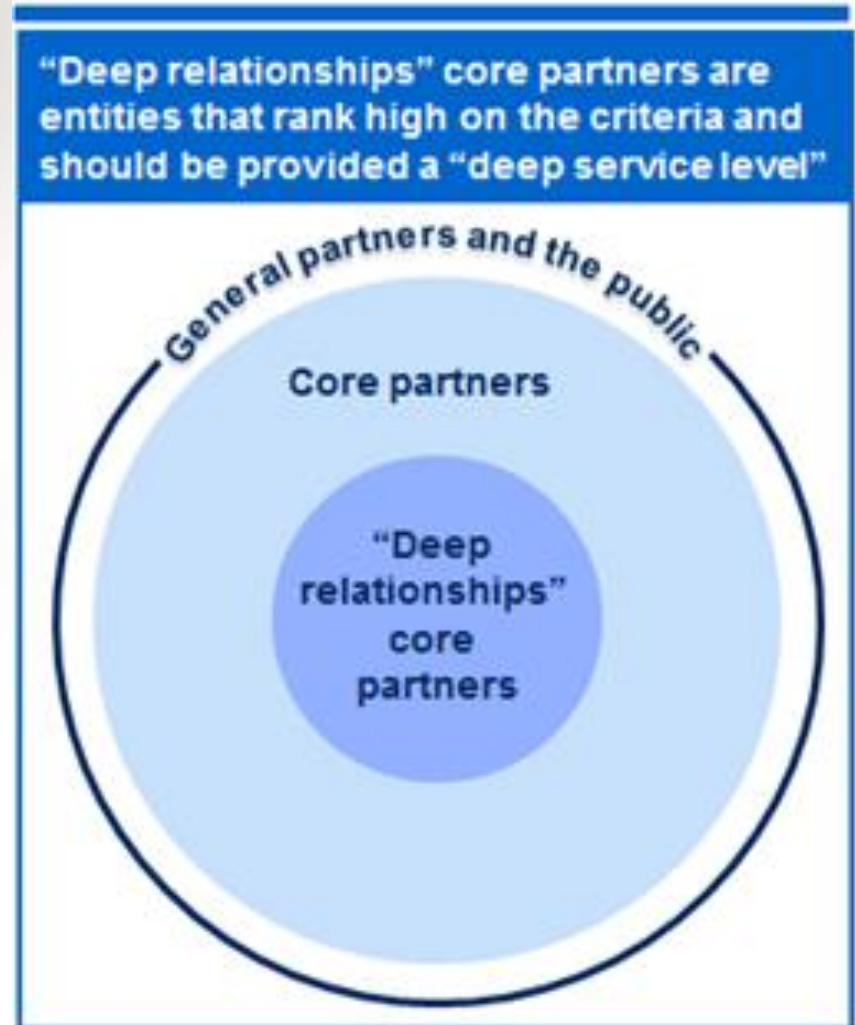 “Deep relationships” core partners are
entities that rank high on the criteria and
should be provided a “deep service level”
General partners and the public
Core partners
“Deep
relationships”
core
partners